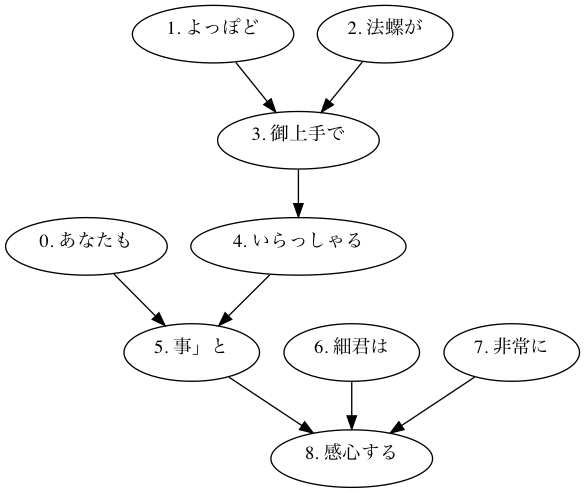 1. よっぽど
2. 法螺が
3. 御上手で
0. あなたも
4. いらっしゃる
5. 事」と
6. 細君は
7. 非常に
8. 感心する